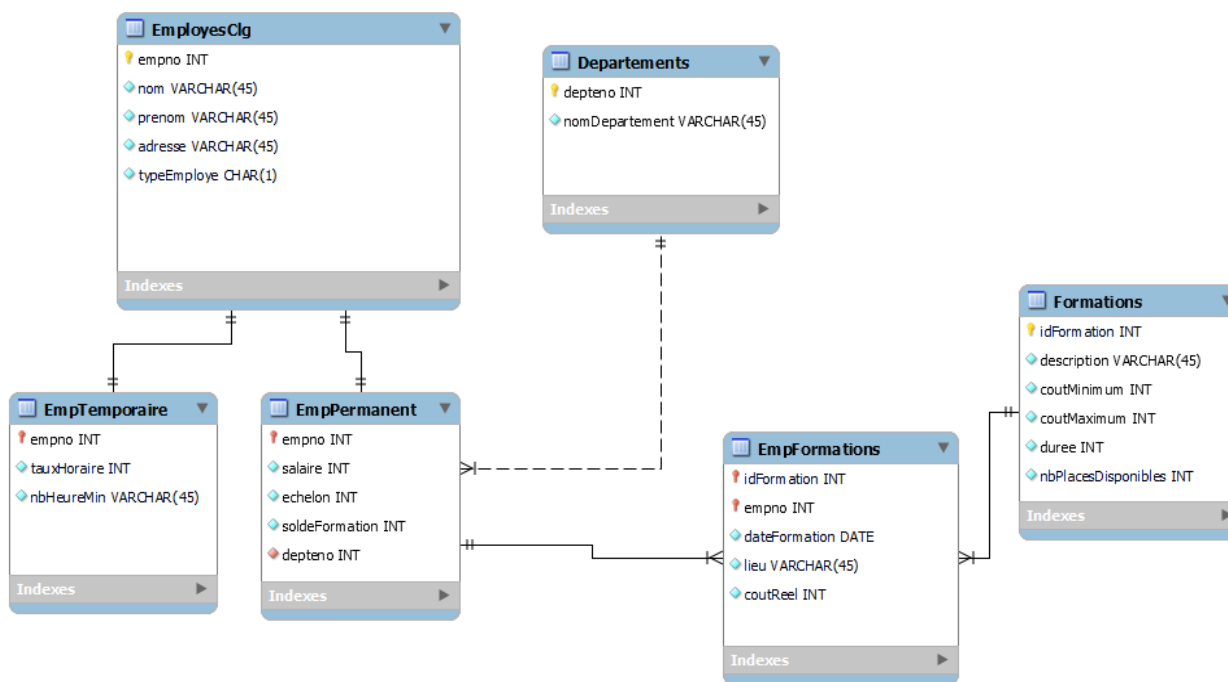 EmployesClg
empno INT
nom VARCHAR(45)
prenom VARCHAR(45)
adresse VARCHAR(45)
typeEmploye CHAR(1)
Indexes
Departements
depteno INT
nomDepartement VARCHAR(45)
Indexes
Formations
idFormation INT
description VARCHAR(45)
coutMinimum INT
coutMaximum INT
duree INT
nbPlacesDisponibles INT
Indexes
EmpTemporaire
empno INT
tauxHoraire INT
nbHeureMin VARCHAR(45)
Indexes
EmpPermanent
empno INT
salaire INT
echelon INT
soldeFormation INT
depteno INT
Indexes
EmpFormations
idFormation INT
empno INT
dateFormation DATE
lieu VARCHAR(45)
coutReel INT
Indexes